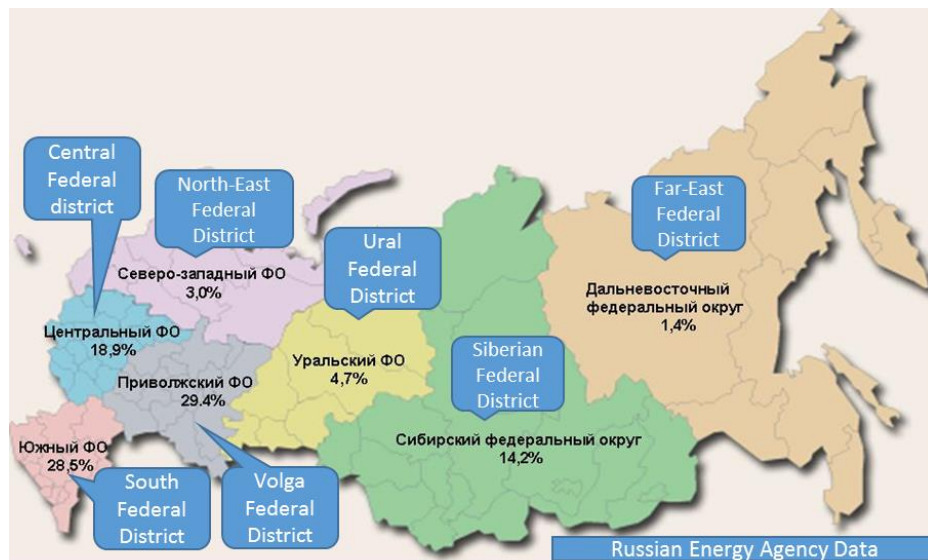 Central
Federal
district
North-East
Federal
District
Far-East
Federal
District
Ural
Federal
District
Северо-западный ФО
3,0%
Дальневосточный
федеральный округ
1,4%
Центральный ФО
18,9%
Siberian
Federal
District
Уральский ФО
4,7%
Приволжский ФО
29.4%
Сибирский федеральный округ
14,2%
Южный ФО
28,5%
South
Federal
District
Volga
Federal
District
Russian Energy Agency Data